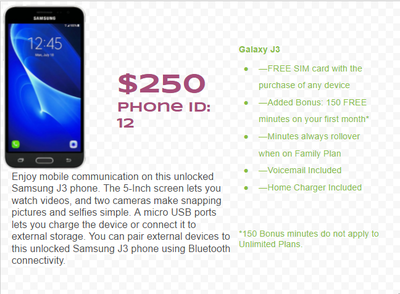 SAMSUNG
12:45
Mon, July 10
$250
PHONE ID:
12
Galaxy J3
● —FREE SIM card with the
purchase of any device
● —Added Bonus: 150 FREE
minutes on your first month*
● —Minutes always rollover
when on Family Plan
● —Voicemail Included
● —Home Charger Included
Enjoy mobile communication on this unlocked
Samsung J3 phone. The 5-Inch screen lets you
watch videos, and two cameras make snapping
pictures and selfies simple. A micro USB ports
lets you charge the device or connect it to
external storage. You can pair external devices to
this unlocked Samsung J3 phone using Bluetooth
connectivity.
*150 Bonus minutes do not apply to
Unlimited Plans